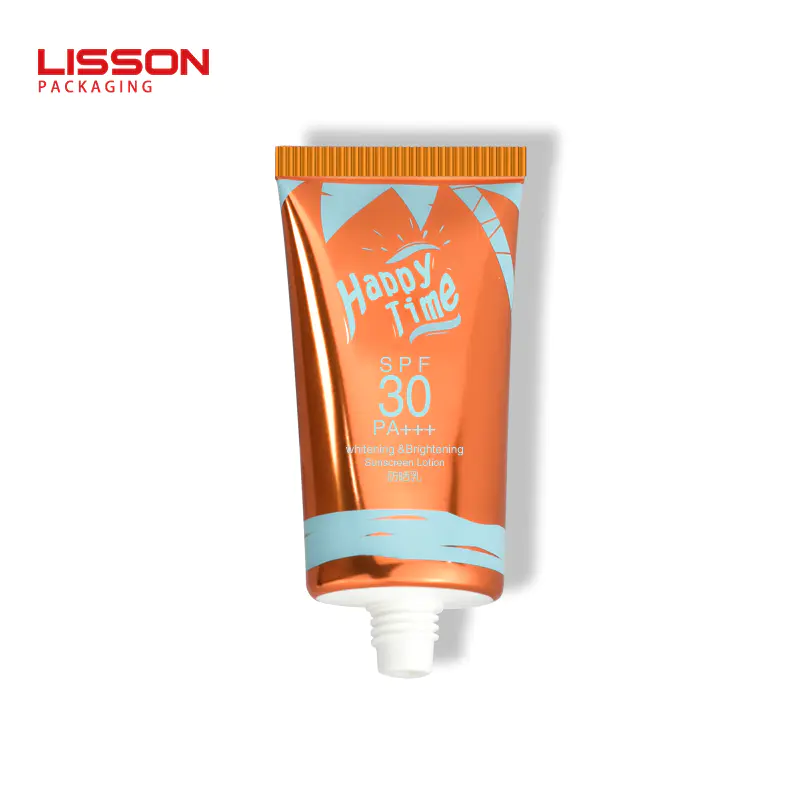 LISSON
PACKAGING
Happy
Time
SPF
30
PA+++
whitening &Brightening
Sunscreen Lotion
防晒乳